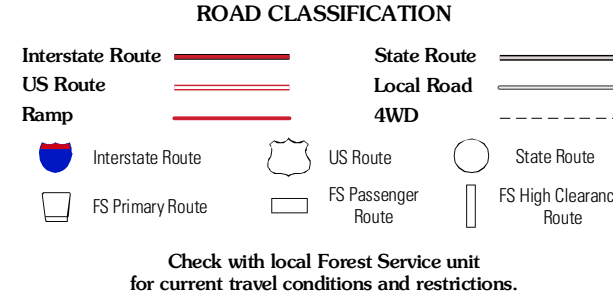 ROAD CLASSIFICATION
Interstate Route
State Route
US Route
Local Road
Ramp
4WD
Interstate Route
US Route
State Route
FS Primary Route
FS Passenger
Route
FS High Clearanc
Route
Check with local Forest Service unit
for current travel conditions and restrictions.